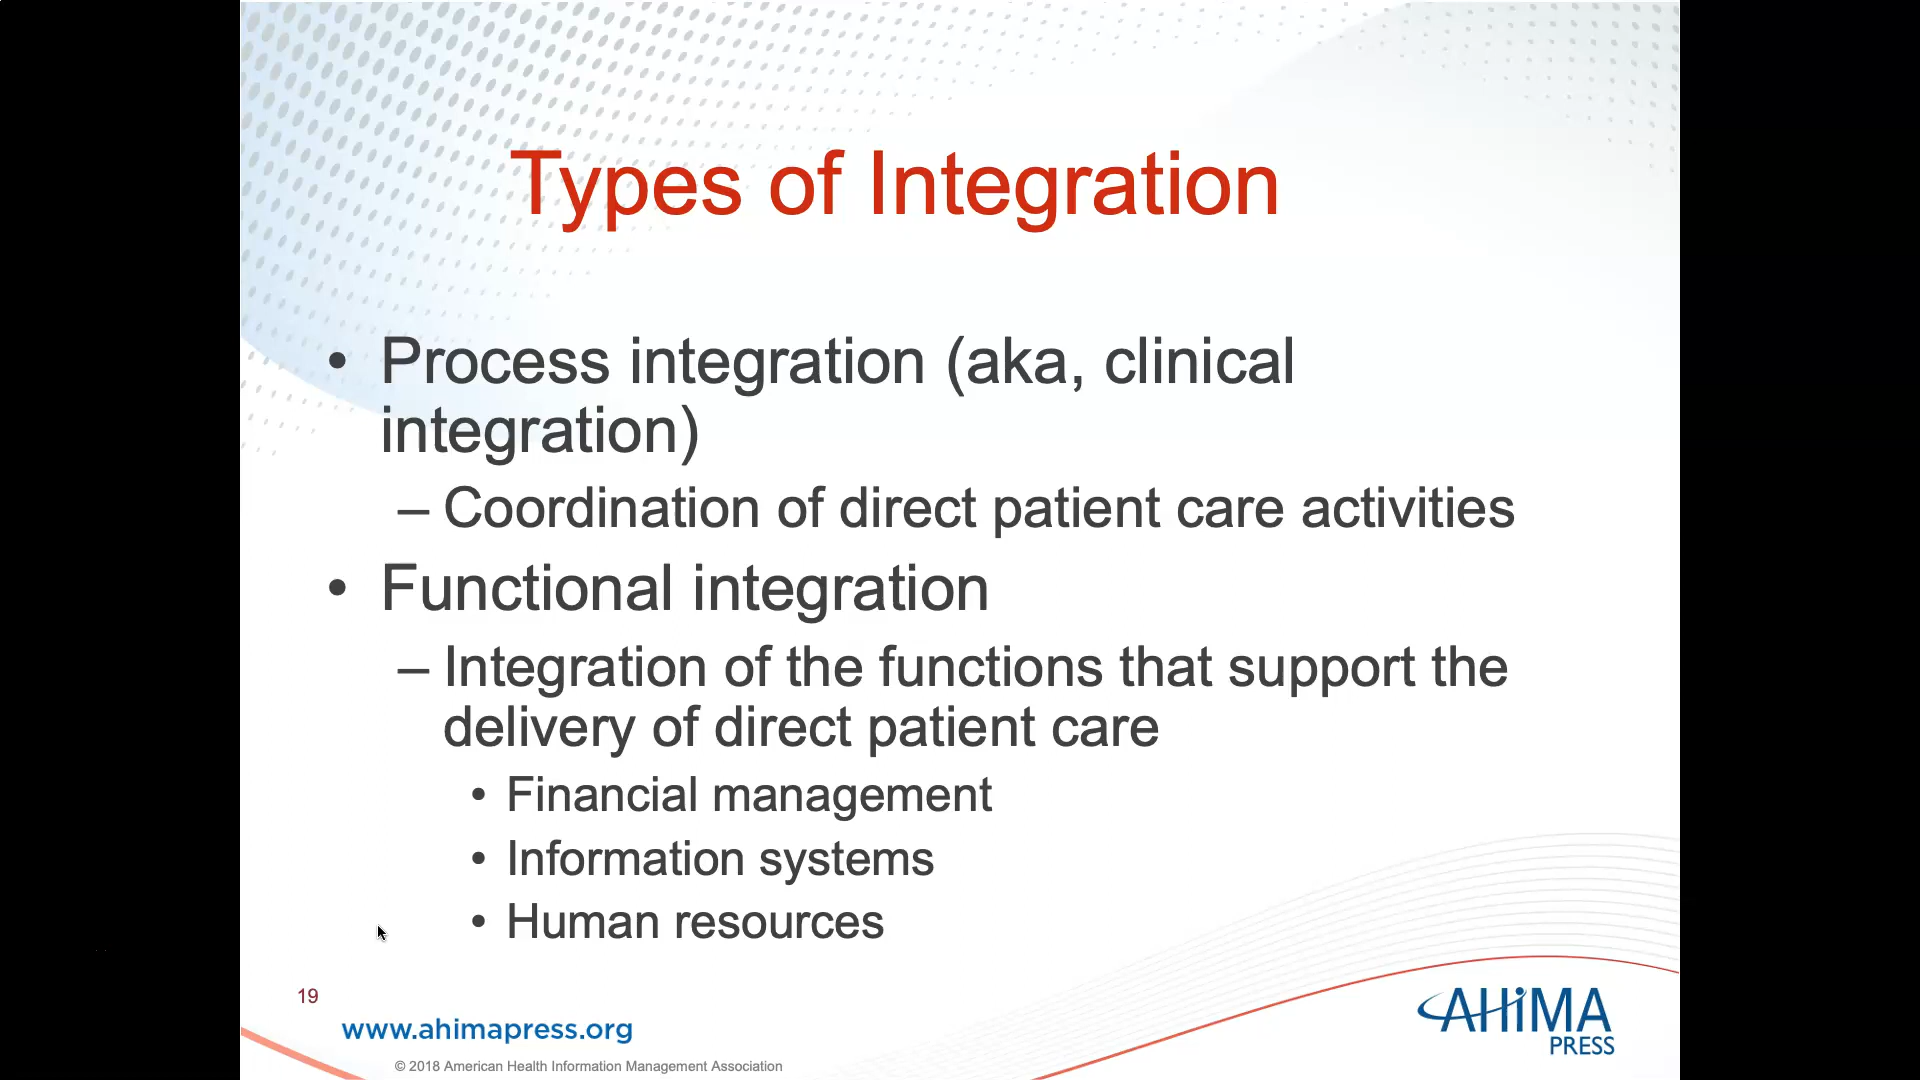 Types of Integration
• Process integration (aka, clinical
integration)
– Coordination of direct patient care activities
• Functional integration
– Integration of the functions that support the
delivery of direct patient care
• Financial management
• Information systems
• Human resources
19
www.ahimapress.org
© 2018 American Health Information Management Association
AHiMA
PRESS